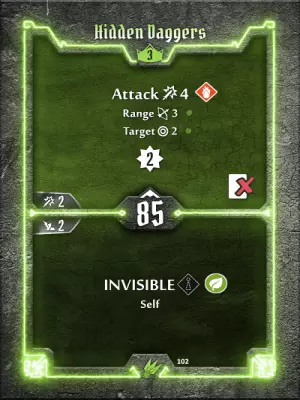 Hidden Daggers
3
Attack 4
Range 3
Target 2
2
2
85
2
INVISIBLE
Self
102